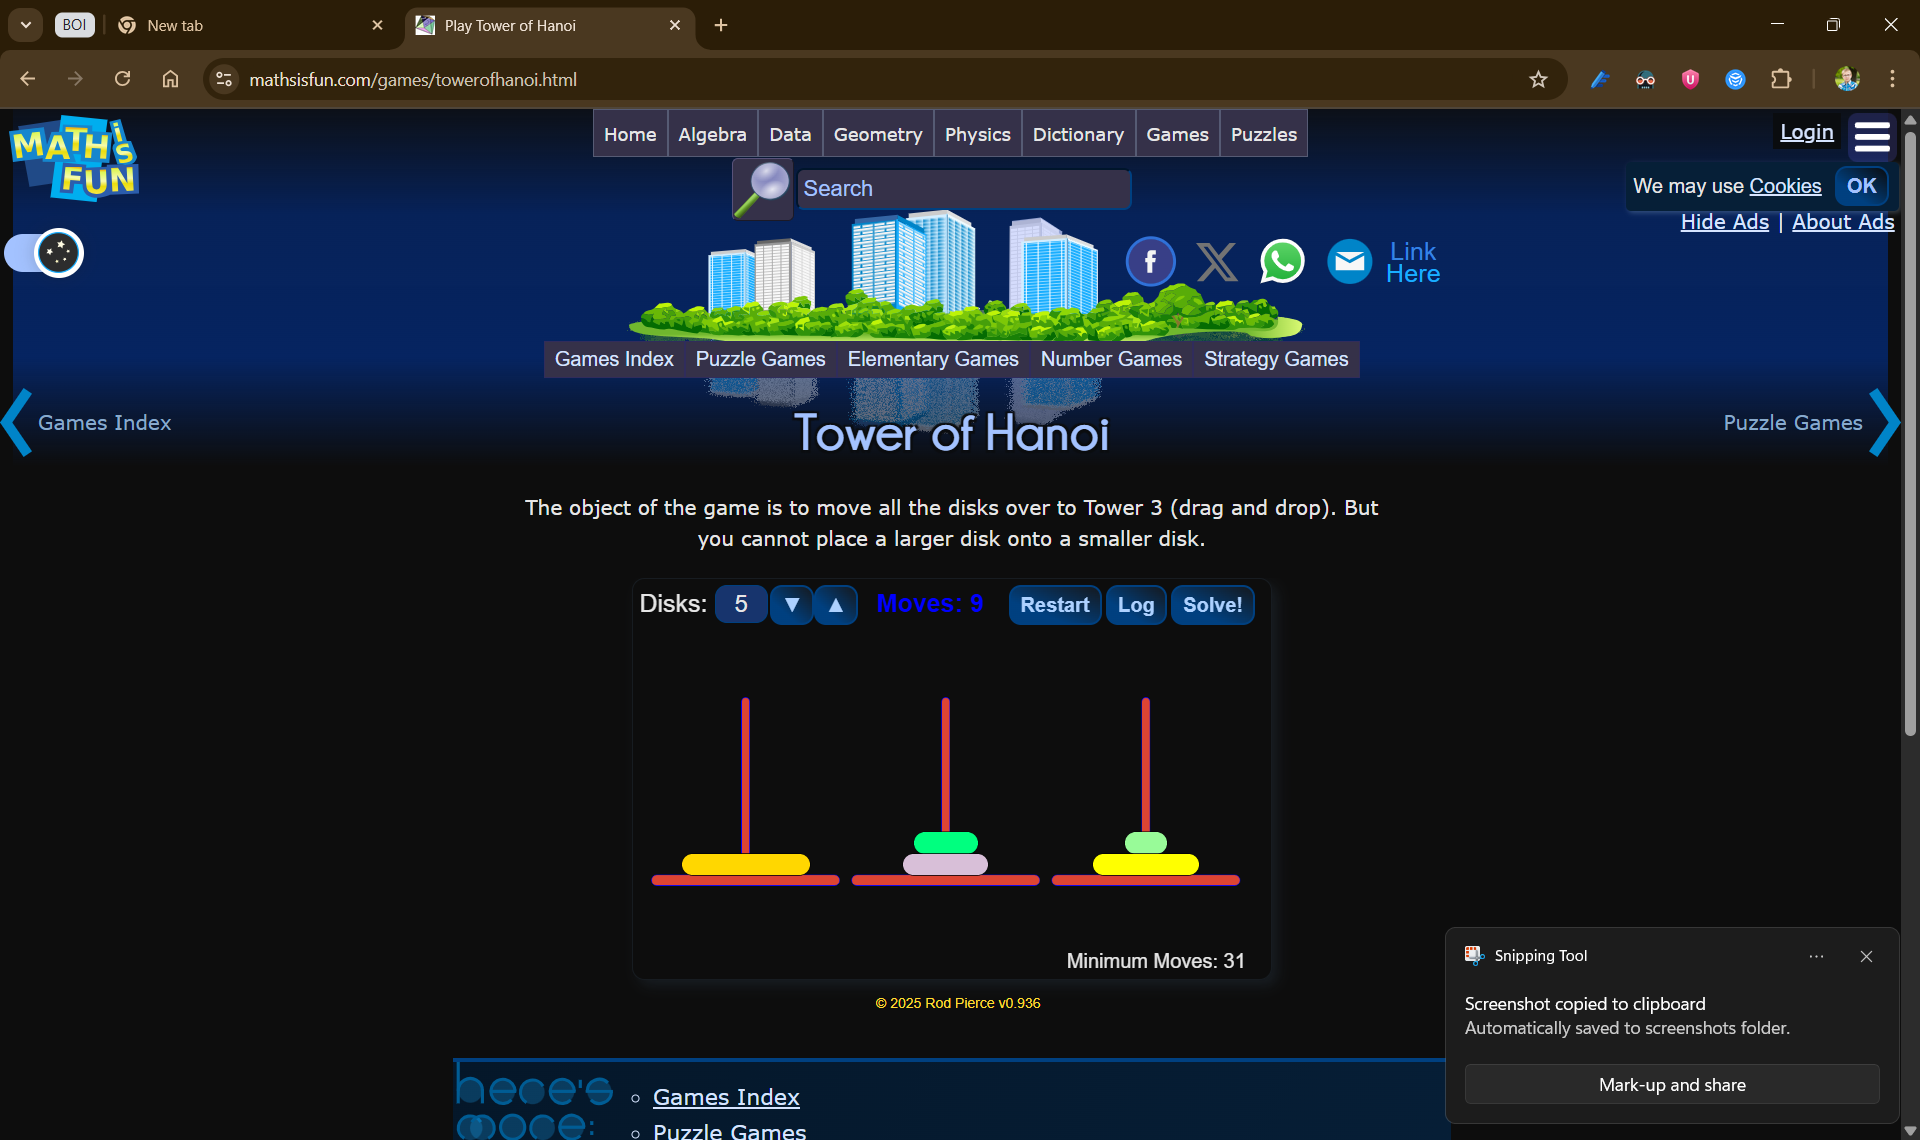 BOI
New tab
Play Tower of Hanoi
mathsisfun.com/games/towerofhanoi.html
MATH iS FUN
Home Algebra Data Geometry Physics Dictionary Games Puzzles
Login
Search
We may use Cookies OK
Hide Ads | About Ads
Link
Here
Games Index Puzzle Games Elementary Games Number Games Strategy Games
Games Index
Puzzle Games
Tower of Hanoi
The object of the game is to move all the disks over to Tower 3 (drag and drop). But
you cannot place a larger disk onto a smaller disk.
Disks: 5 ▼ ▲ Moves: 9 Restart Log Solve!
Minimum Moves: 31
© 2025 Rod Pierce v0.936
Snipping Tool
Screenshot copied to clipboard
Automatically saved to screenshots folder.
Mark-up and share
here's
more:
Games Index
Puzzle Games